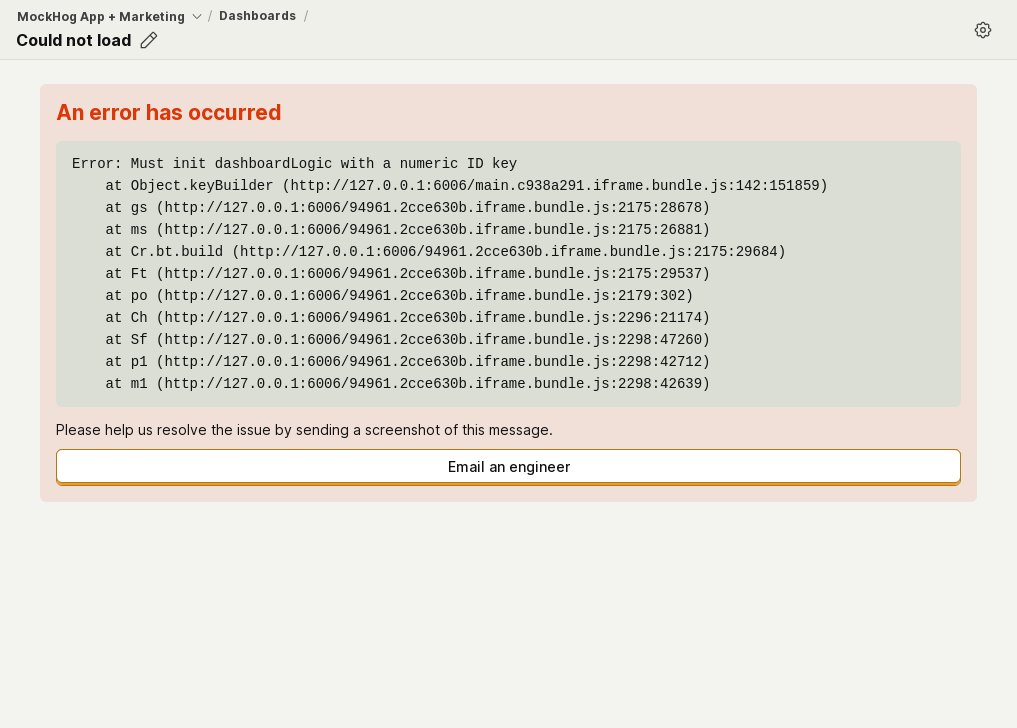 MockHog App + Marketing / Dashboards /
Could not load
An error has occurred
Error: Must init dashboardLogic with a numeric ID key
    at Object.keyBuilder (http://127.0.0.1:6006/main.c938a291.iframe.bundle.js:142:151859)
    at gs (http://127.0.0.1:6006/94961.2cce630b.iframe.bundle.js:2175:28678)
    at ms (http://127.0.0.1:6006/94961.2cce630b.iframe.bundle.js:2175:26881)
    at Cr.bt.build (http://127.0.0.1:6006/94961.2cce630b.iframe.bundle.js:2175:29684)
    at Ft (http://127.0.0.1:6006/94961.2cce630b.iframe.bundle.js:2175:29537)
    at po (http://127.0.0.1:6006/94961.2cce630b.iframe.bundle.js:2179:302)
    at Ch (http://127.0.0.1:6006/94961.2cce630b.iframe.bundle.js:2296:21174)
    at Sf (http://127.0.0.1:6006/94961.2cce630b.iframe.bundle.js:2298:47260)
    at p1 (http://127.0.0.1:6006/94961.2cce630b.iframe.bundle.js:2298:42712)
    at m1 (http://127.0.0.1:6006/94961.2cce630b.iframe.bundle.js:2298:42639)
Please help us resolve the issue by sending a screenshot of this message.
Email an engineer